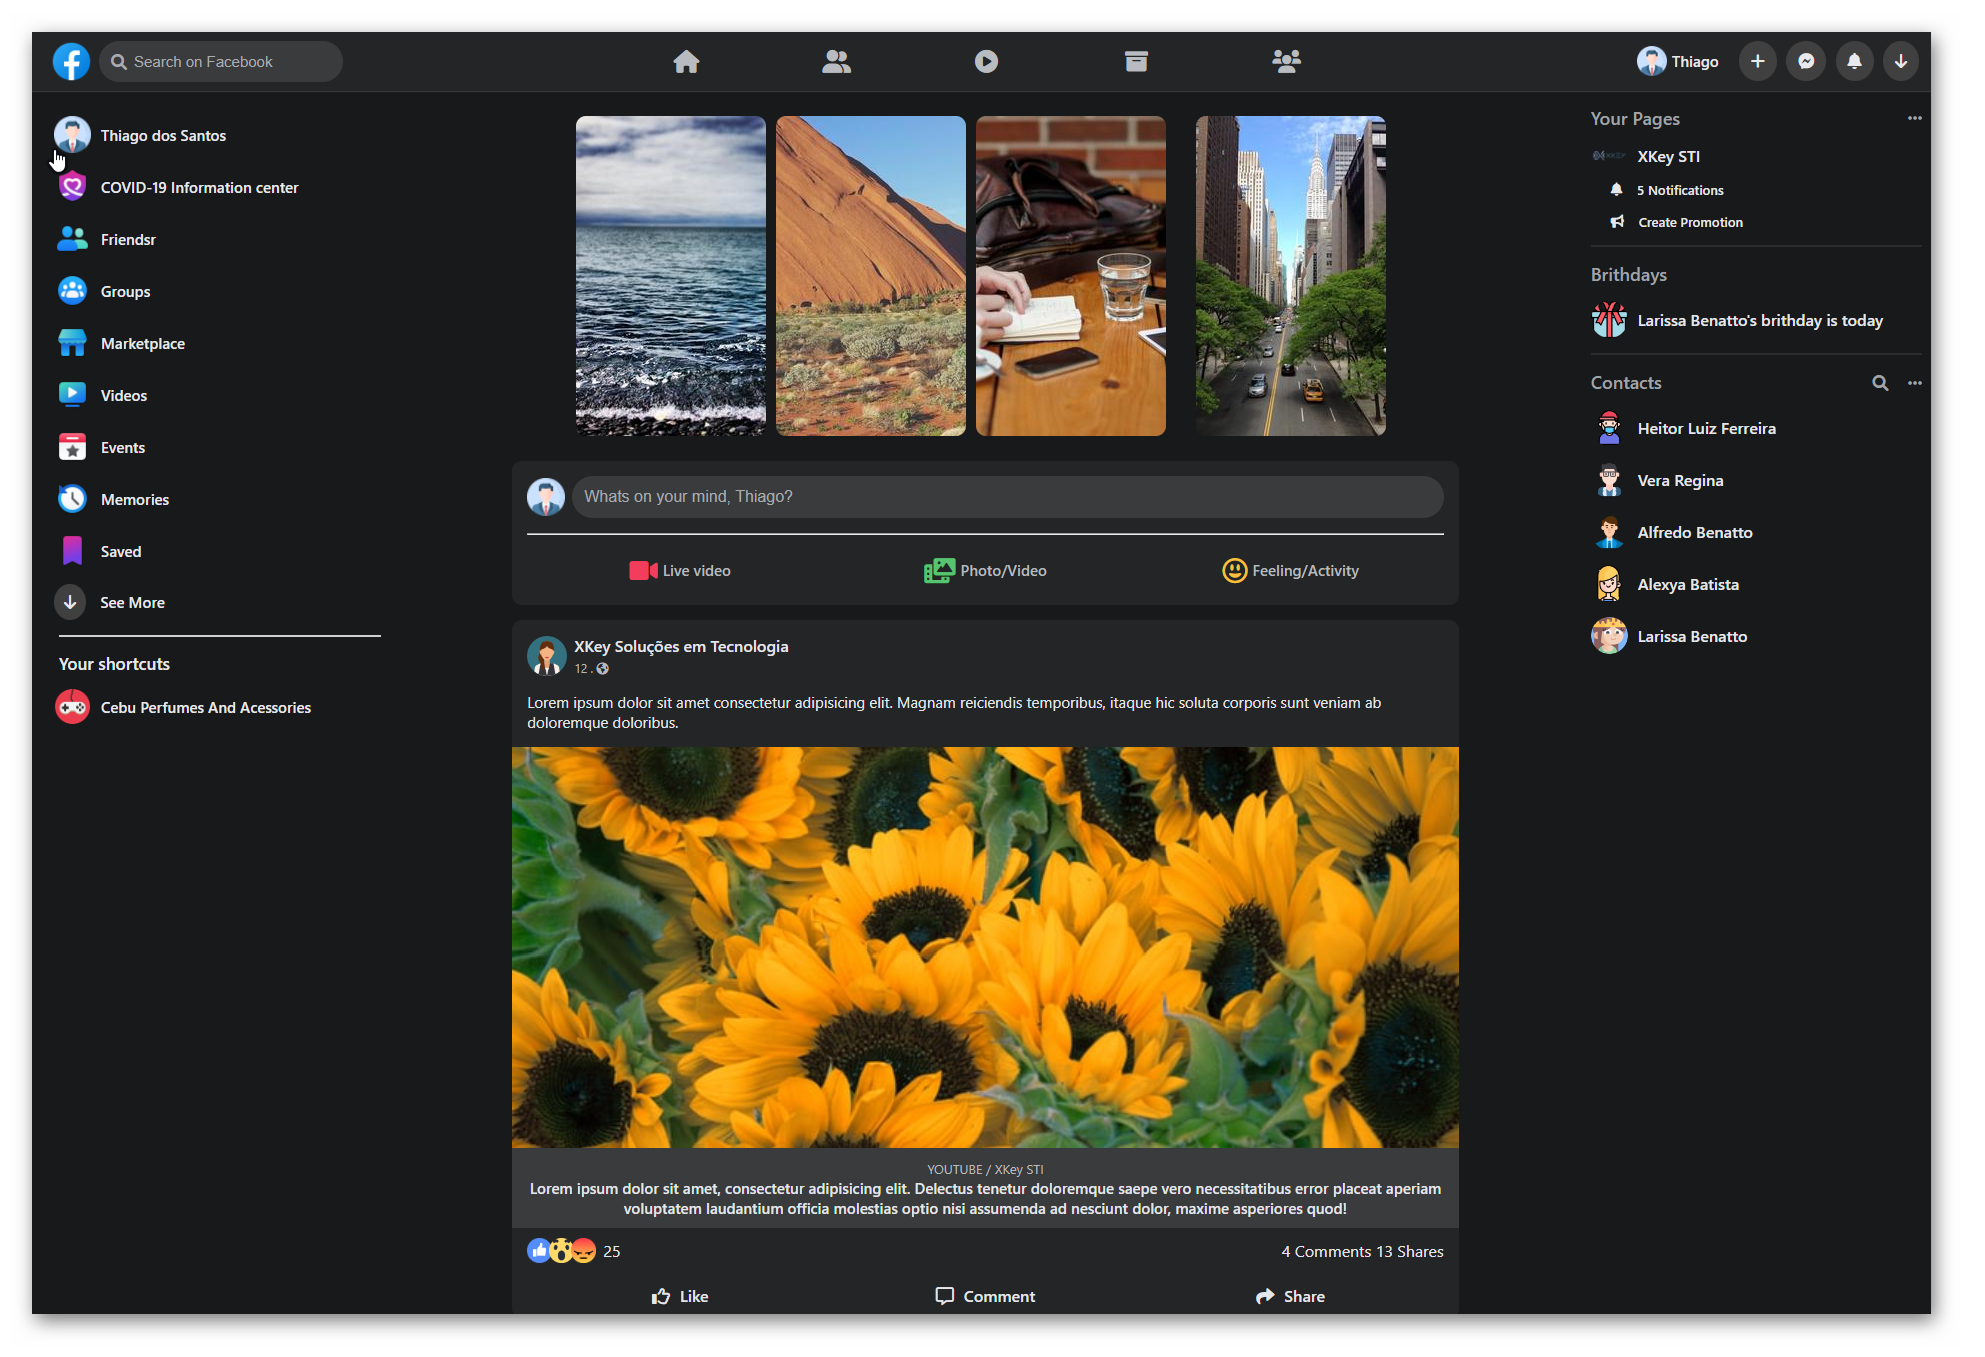 Search on Facebook
Thiago
Thiago dos Santos
COVID-19 Information center
Friendsr
Groups
Marketplace
Videos
Events
Memories
Saved
See More
Your shortcuts
Cebu Perfumes And Acessories
Whats on your mind, Thiago?
Live video
Photo/Video
Feeling/Activity
XKey Soluções em Tecnologia
12 .
Lorem ipsum dolor sit amet consectetur adipisicing elit. Magnam reiciendis temporibus, itaque hic soluta corporis sunt veniam ab
doloremque doloribus.
YOUTUBE / XKey STI
Lorem ipsum dolor sit amet, consectetur adipisicing elit. Delectus tenetur doloremque saepe vero necessitatibus error placeat aperiam
voluptatem laudantium officia molestias optio nisi assumenda ad nesciunt dolor, maxime asperiores quod!
25
4 Comments 13 Shares
Like
Comment
Share
Your Pages
XKey STI
5 Notifications
Create Promotion
Brithdays
Larissa Benatto's brithday is today
Contacts
Heitor Luiz Ferreira
Vera Regina
Alfredo Benatto
Alexya Batista
Larissa Benatto